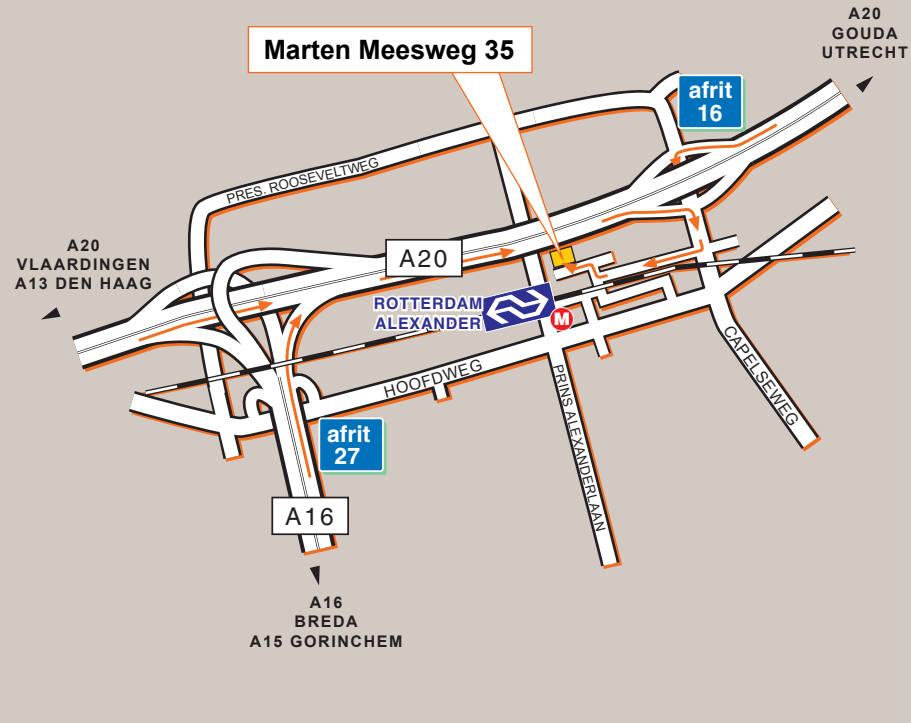 A20
GOUDA
UTRECHT
Marten Meesweg 35
afrit
16
PRES. ROOSEVELTWEG
A20
VLAARDINGEN
A13 DEN HAAG
A20
ROTTERDAM
ALEXANDER
M
HOOFDWEG
CAPELSEWEG
PRINS ALEXANDERLAAN
afrit
27
A16
A16
BREDA
A15 GORINCHEM